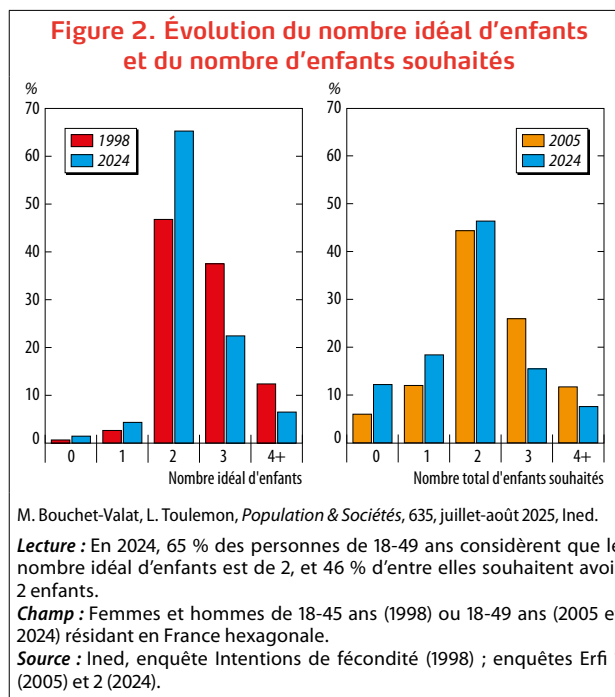 Figure 2. Évolution du nombre idéal d'enfants
et du nombre d'enfants souhaités
%
70
60
50
40
30
20
10
0
1998
2024
0 1 2 3 4+
Nombre idéal d'enfants
%
70
60
50
40
30
20
10
0
2005
2024
0 1 2 3 4+
Nombre total d'enfants souhaités
M. Bouchet-Valat, L. Toulemon, Population & Sociétés, 635, juillet-août 2025, Ined.
Lecture : En 2024, 65 % des personnes de 18-49 ans considèrent que le
nombre idéal d'enfants est de 2, et 46 % d'entre elles souhaitent avoi
2 enfants.
Champ : Femmes et hommes de 18-45 ans (1998) ou 18-49 ans (2005 e
2024) résidant en France hexagonale.
Source : Ined, enquête Intentions de fécondité (1998) ; enquêtes Erfi
(2005) et 2 (2024).